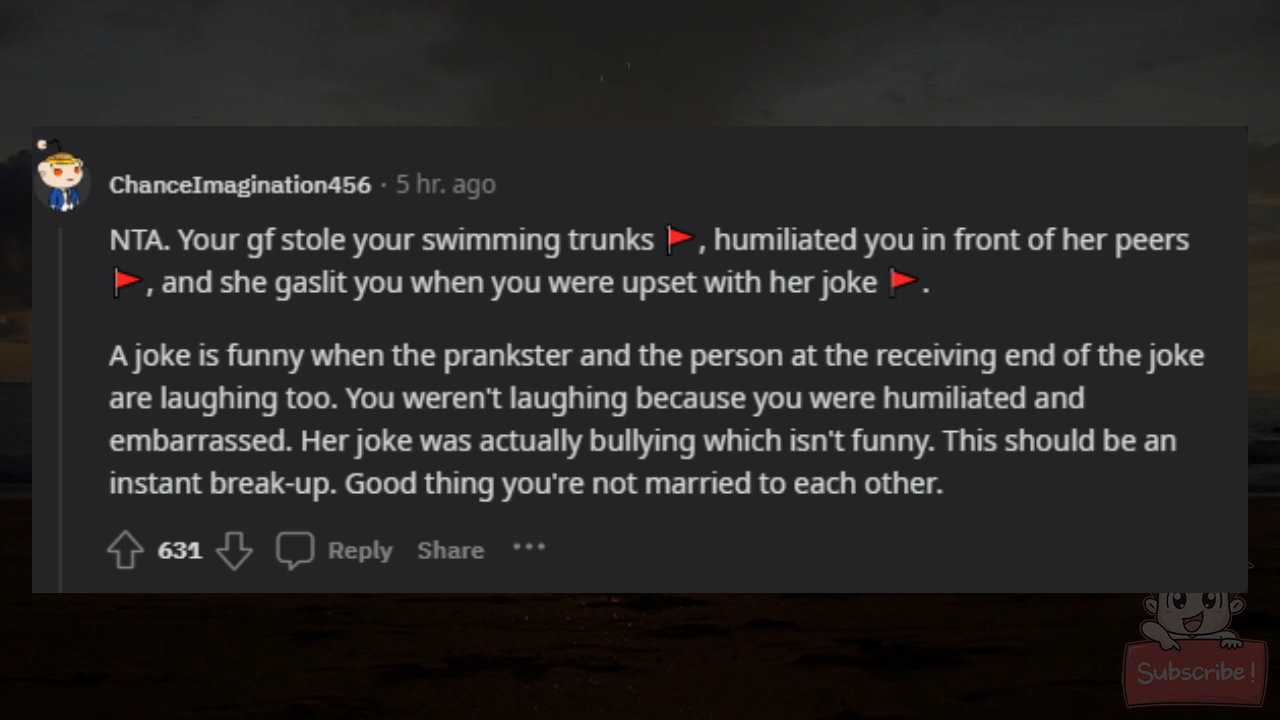 ChanceImagination456 · 5 hr. ago
NTA. Your gf stole your swimming trunks 🚩, humiliated you in front of her peers
🚩, and she gaslit you when you were upset with her joke 🚩.
A joke is funny when the prankster and the person at the receiving end of the joke
are laughing too. You weren't laughing because you were humiliated and
embarrassed. Her joke was actually bullying which isn't funny. This should be an
instant break-up. Good thing you're not married to each other.
631 Reply Share ···
Subscribe!